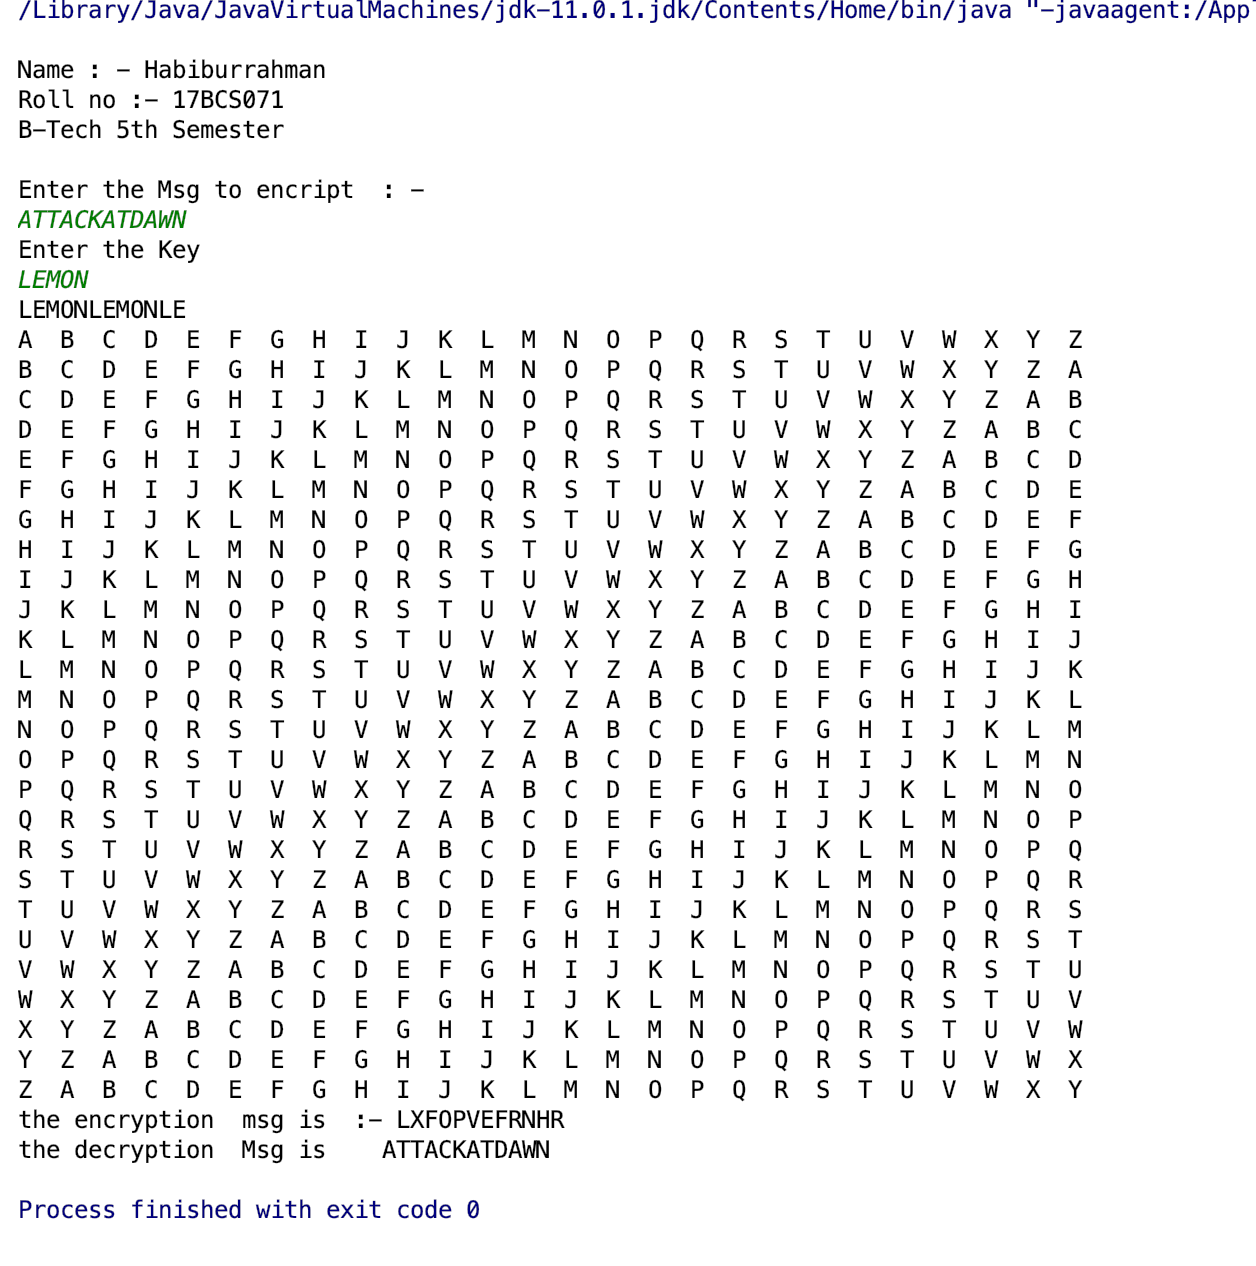 /Library/Java/JavaVirtualMachines/jdk-11.0.1.jdk/Contents/Home/bin/java "-javaagent:/App
Name : - Habiburrahman
Roll no :- 17BCS071
B-Tech 5th Semester
Enter the Msg to encript  : -
ATTACKATDAWN
Enter the Key
LEMON
LEMONLEMONLE
A B C D E F G H I J K L M N O P Q R S T U V W X Y Z
B C D E F G H I J K L M N O P Q R S T U V W X Y Z A
C D E F G H I J K L M N O P Q R S T U V W X Y Z A B
D E F G H I J K L M N O P Q R S T U V W X Y Z A B C
E F G H I J K L M N O P Q R S T U V W X Y Z A B C D
F G H I J K L M N O P Q R S T U V W X Y Z A B C D E
G H I J K L M N O P Q R S T U V W X Y Z A B C D E F
H I J K L M N O P Q R S T U V W X Y Z A B C D E F G
I J K L M N O P Q R S T U V W X Y Z A B C D E F G H
J K L M N O P Q R S T U V W X Y Z A B C D E F G H I
K L M N O P Q R S T U V W X Y Z A B C D E F G H I J
L M N O P Q R S T U V W X Y Z A B C D E F G H I J K
M N O P Q R S T U V W X Y Z A B C D E F G H I J K L
N O P Q R S T U V W X Y Z A B C D E F G H I J K L M
O P Q R S T U V W X Y Z A B C D E F G H I J K L M N
P Q R S T U V W X Y Z A B C D E F G H I J K L M N O
Q R S T U V W X Y Z A B C D E F G H I J K L M N O P
R S T U V W X Y Z A B C D E F G H I J K L M N O P Q
S T U V W X Y Z A B C D E F G H I J K L M N O P Q R
T U V W X Y Z A B C D E F G H I J K L M N O P Q R S
U V W X Y Z A B C D E F G H I J K L M N O P Q R S T
V W X Y Z A B C D E F G H I J K L M N O P Q R S T U
W X Y Z A B C D E F G H I J K L M N O P Q R S T U V
X Y Z A B C D E F G H I J K L M N O P Q R S T U V W
Y Z A B C D E F G H I J K L M N O P Q R S T U V W X
Z A B C D E F G H I J K L M N O P Q R S T U V W X Y
the encryption  msg is  :- LXFOPVEFRNHR
the decryption  Msg is    ATTACKATDAWN
Process finished with exit code 0